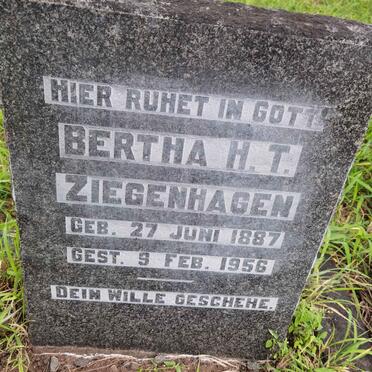 HIER RUHET IN GOTT
BERTHA H. T.
ZIEGENHAGEN
GEB. 27 JUNI 1887
GEST. 9 FEB. 1956
DEIN WILLE GESCHEHE.